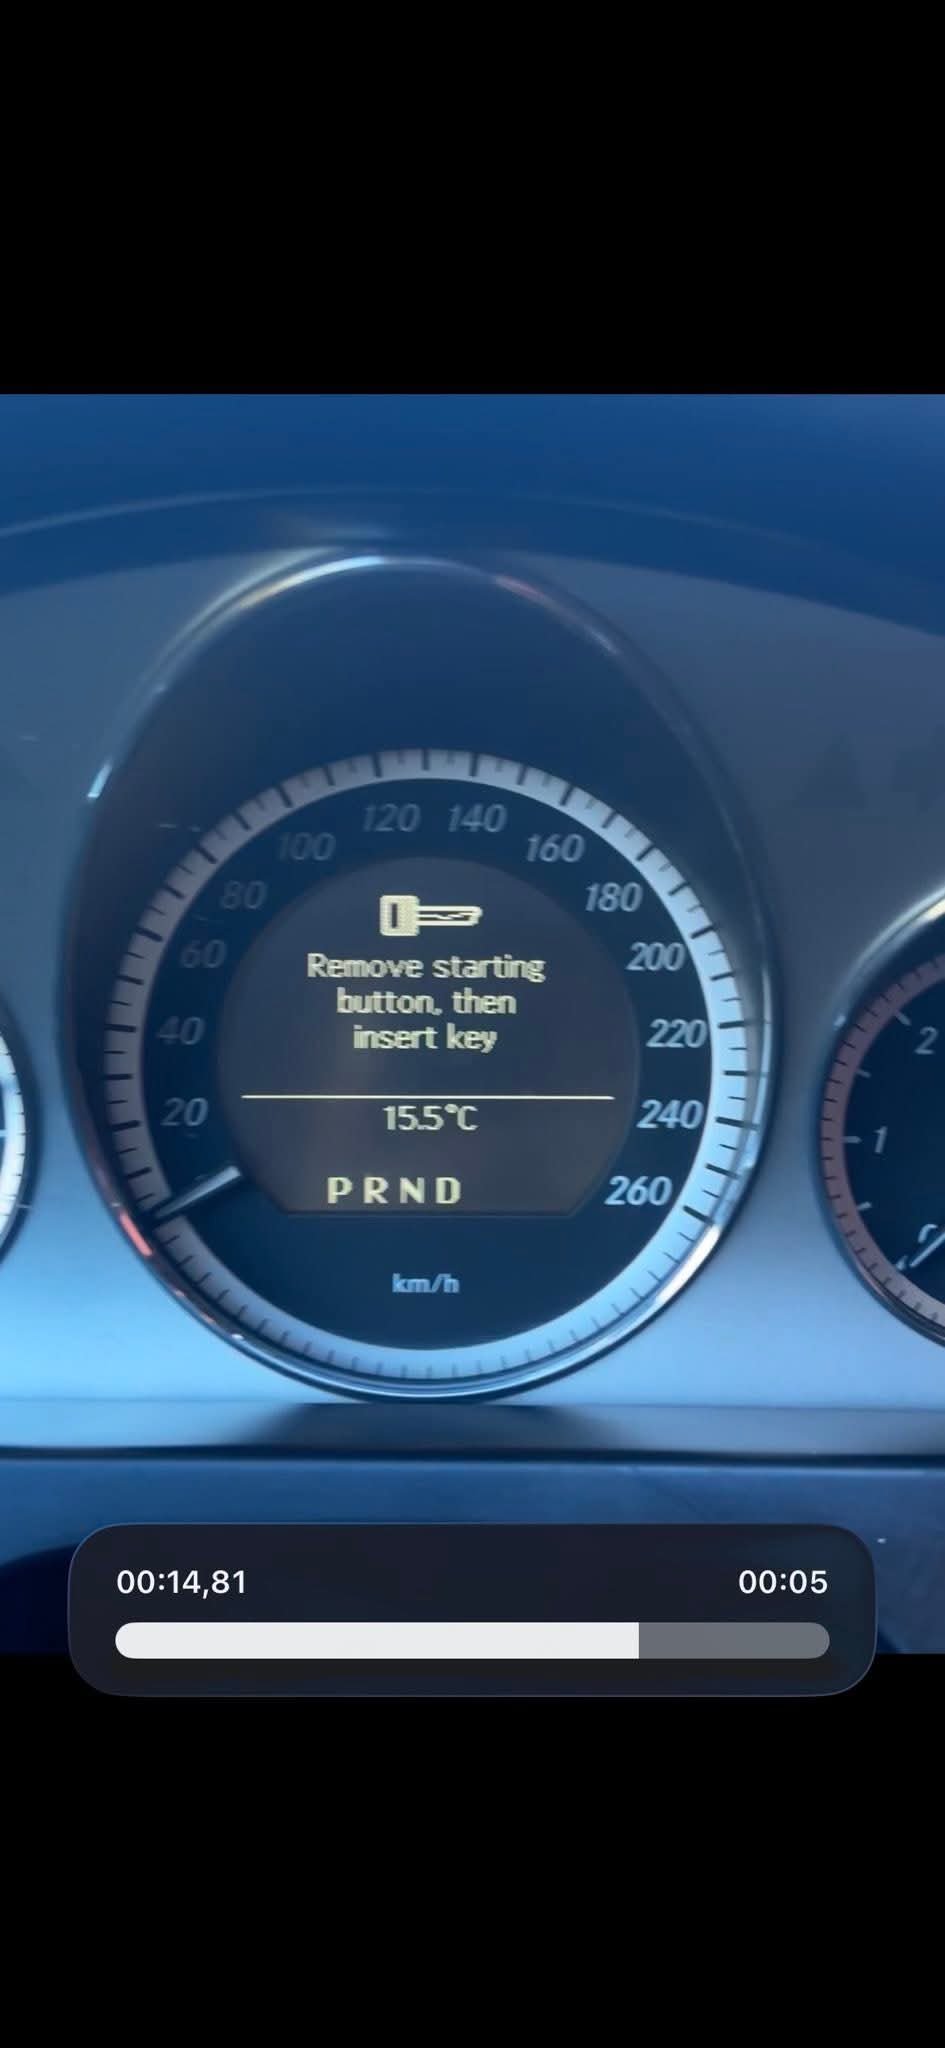 120 140
100 160
80 180
60 200
40 220
20 240
260
Remove starting
button, then
insert key
15.5°C
P R N D
km/h
2
1
0
00:14,81 00:05